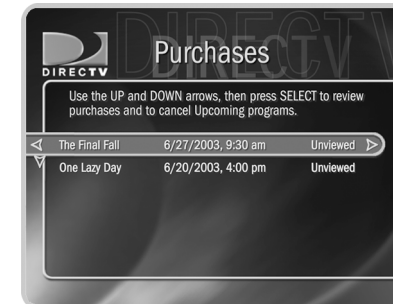 DIRECTV
DIRECTV
Purchases
Use the UP and DOWN arrows, then press SELECT to review
purchases and to cancel Upcoming programs.
The Final Fall 6/27/2003, 9:30 am Unviewed
One Lazy Day 6/20/2003, 4:00 pm Unviewed